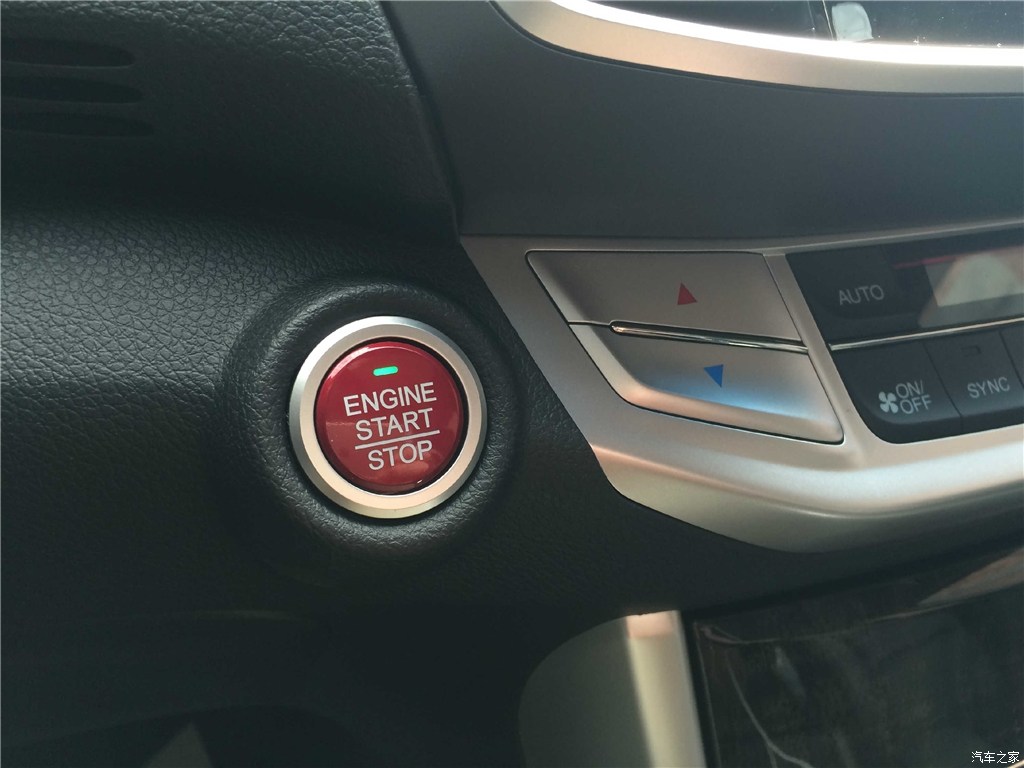 ENGINE
START
STOP
AUTO
ON/
OFF
SYNC
汽车之家